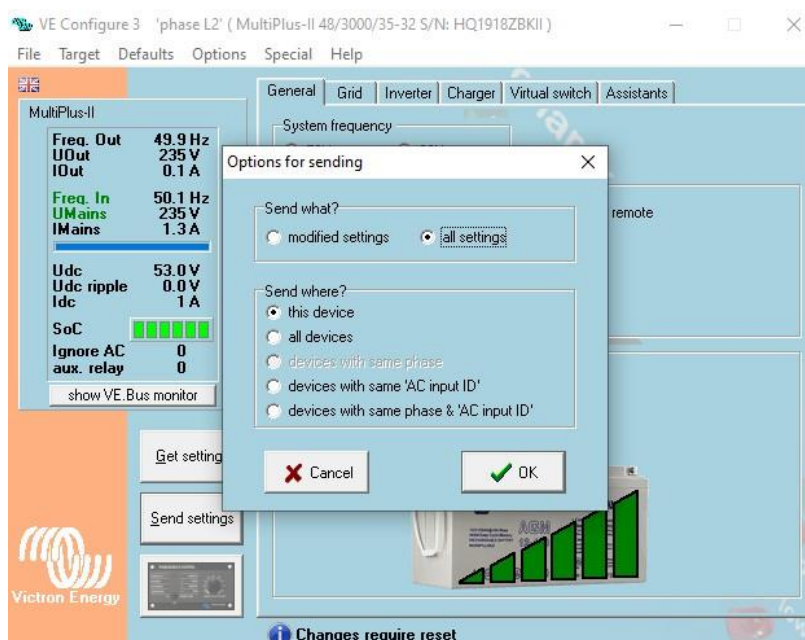 VE Configure 3 'phase L2' ( MultiPlus-II 48/3000/35-32 S/N: HQ1918ZBKII )
File Target Defaults Options Special Help
General Grid Inverter Charger Virtual switch Assistants
MultiPlus-II
System frequency
Freq. Out 49.9 Hz
UOut 235 V
IOut 0.1 A
Freq. In 50.1 Hz
UMains 235 V
IMains 1.3 A
Udc 53.0 V
Udc ripple 0.0 V
Idc 1 A
SoC
Ignore AC 0
aux. relay 0
show VE.Bus monitor
Options for sending
Send what?
modified settings all settings
Send where?
this device
all devices
devices with same phase
devices with same 'AC input ID'
devices with same phase & 'AC input ID'
Cancel OK
remote
Get setting
Send settings
AGM
Victron Energy
Changes require reset